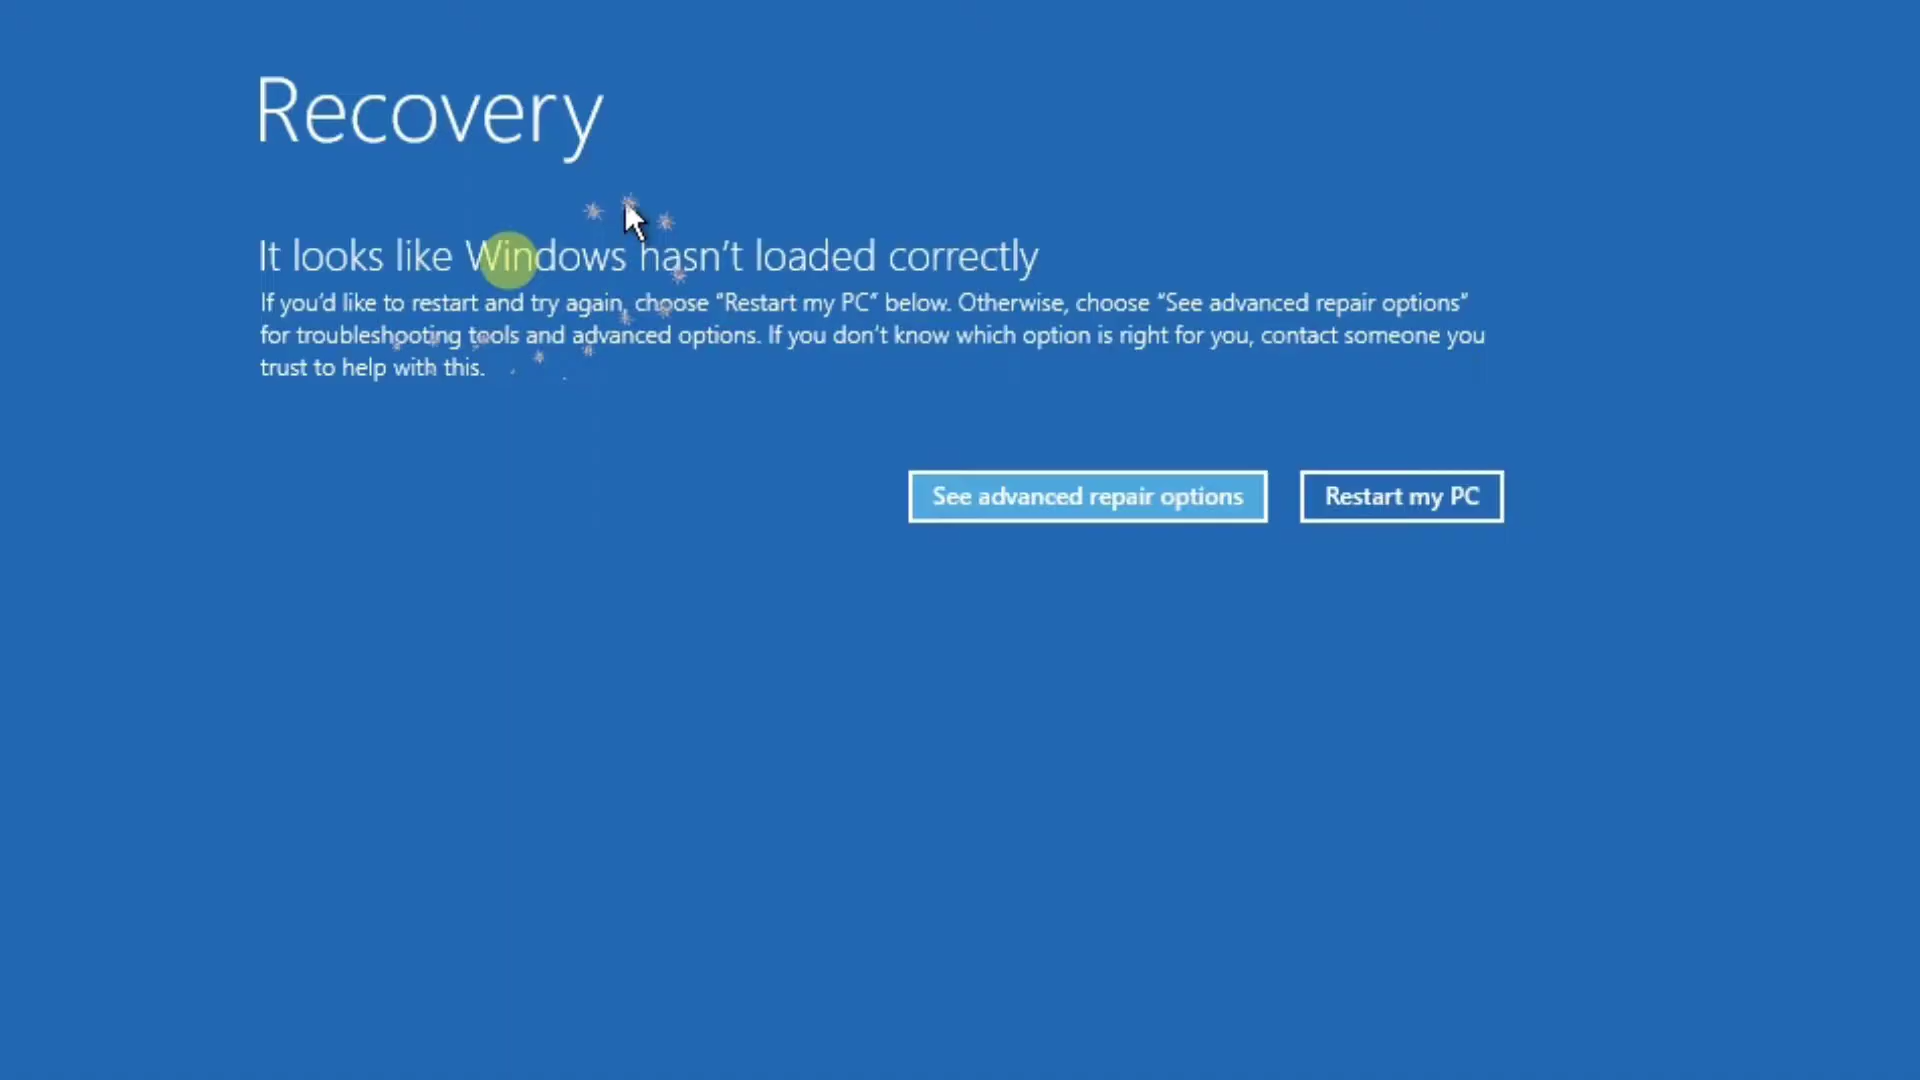 Recovery
It looks like Windows hasn't loaded correctly
If you'd like to restart and try again, choose "Restart my PC" below. Otherwise, choose "See advanced repair options"
for troubleshooting tools and advanced options. If you don't know which option is right for you, contact someone you
trust to help with this.
See advanced repair options
Restart my PC